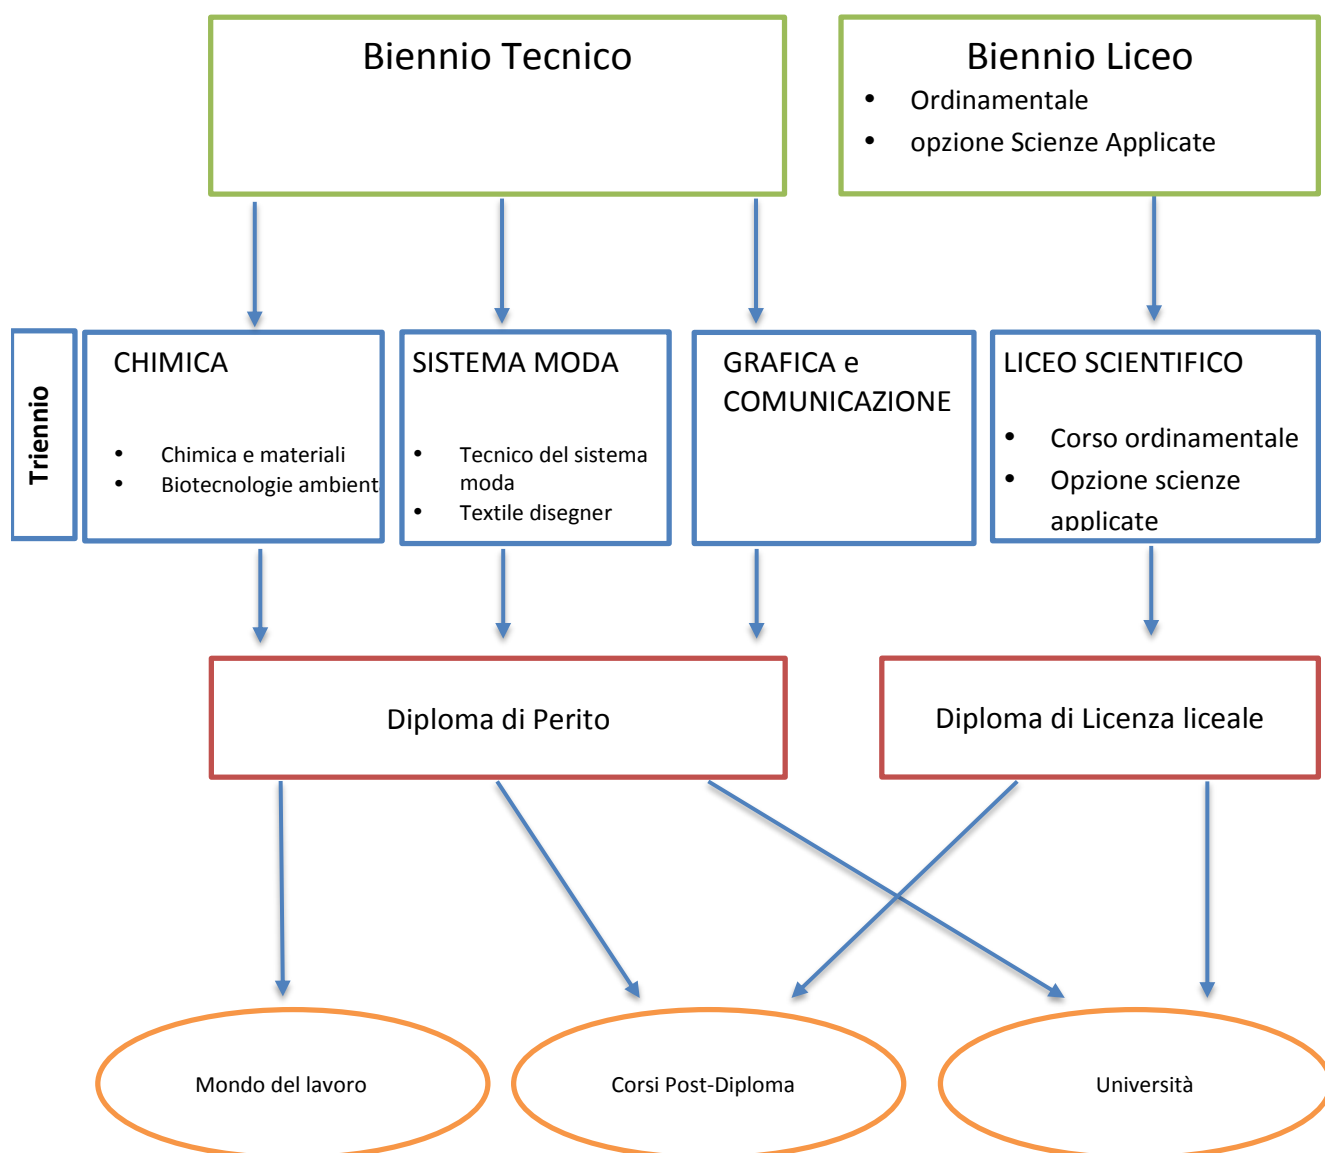 Biennio Tecnico
Biennio Liceo
• Ordinamentale
• opzione Scienze Applicate
Triennio
CHIMICA
• Chimica e materiali
• Biotecnologie ambient
SISTEMA MODA
• Tecnico del sistema
moda
• Textile disegner
GRAFICA e
COMUNICAZIONE
LICEO SCIENTIFICO
• Corso ordinamentale
• Opzione scienze
applicate
Diploma di Perito
Diploma di Licenza liceale
Mondo del lavoro
Corsi Post-Diploma
Università